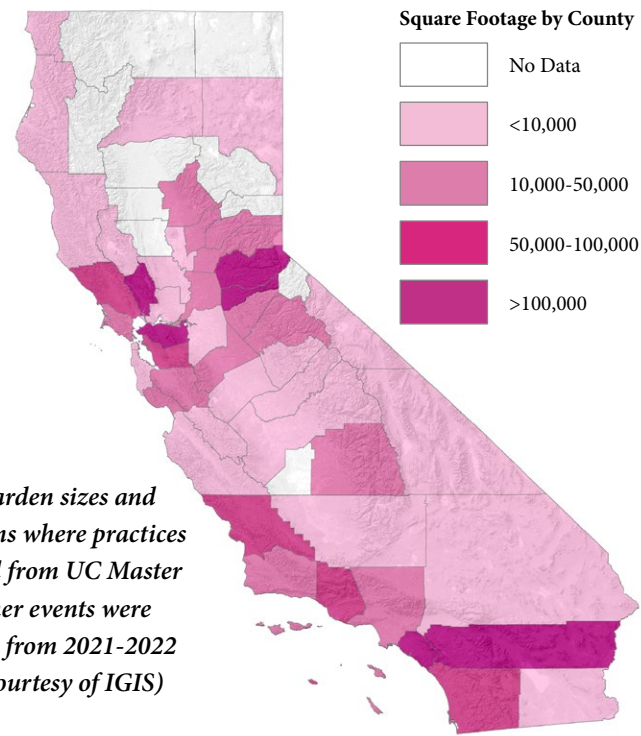 Square Footage by County
No Data
<10,000
10,000-50,000
50,000-100,000
>100,000
arden sizes and
ns where practices
l from UC Master
er events were
from 2021-2022
ourtesy of IGIS)